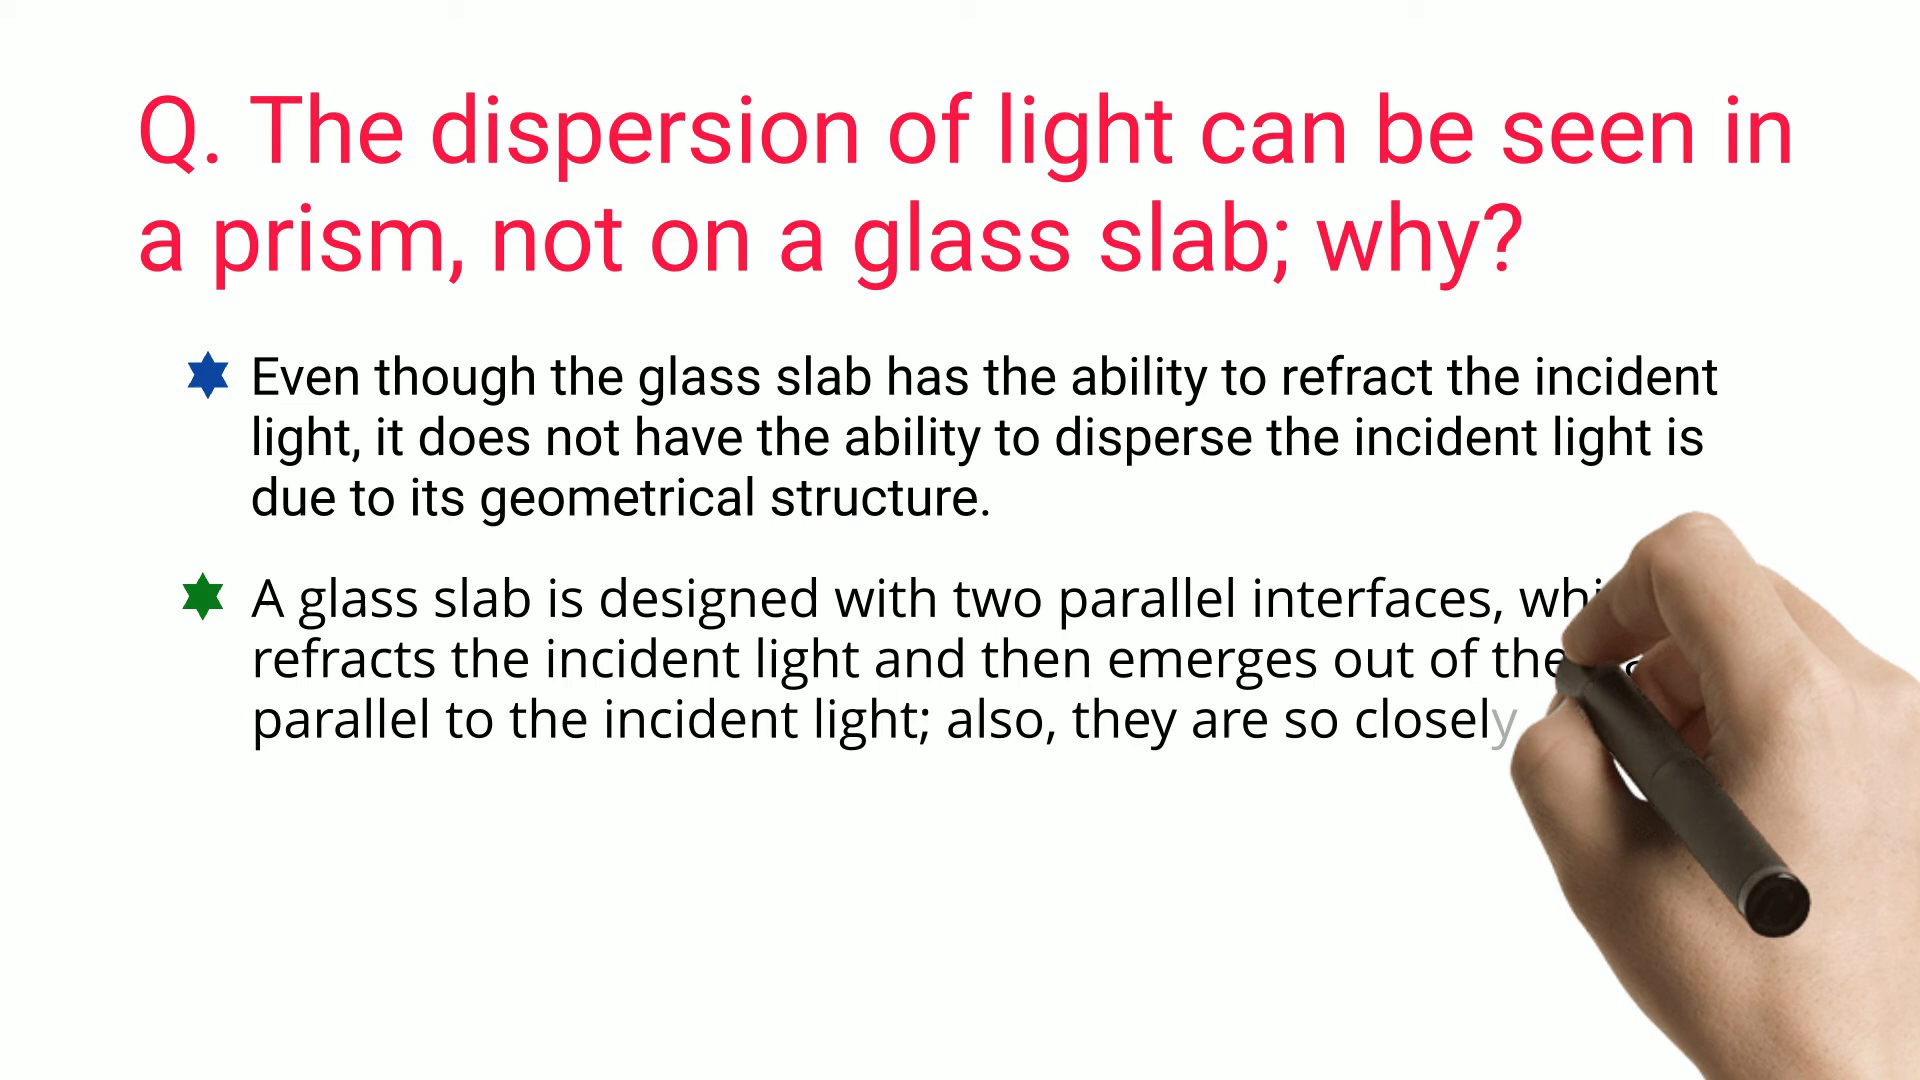 Q. The dispersion of light can be seen in
a prism, not on a glass slab; why?
Even though the glass slab has the ability to refract the incident
light, it does not have the ability to disperse the incident light is
due to its geometrical structure.
A glass slab is designed with two parallel interfaces,
refracts the incident light and then emerges out of the
parallel to the incident light; also, they are so closely